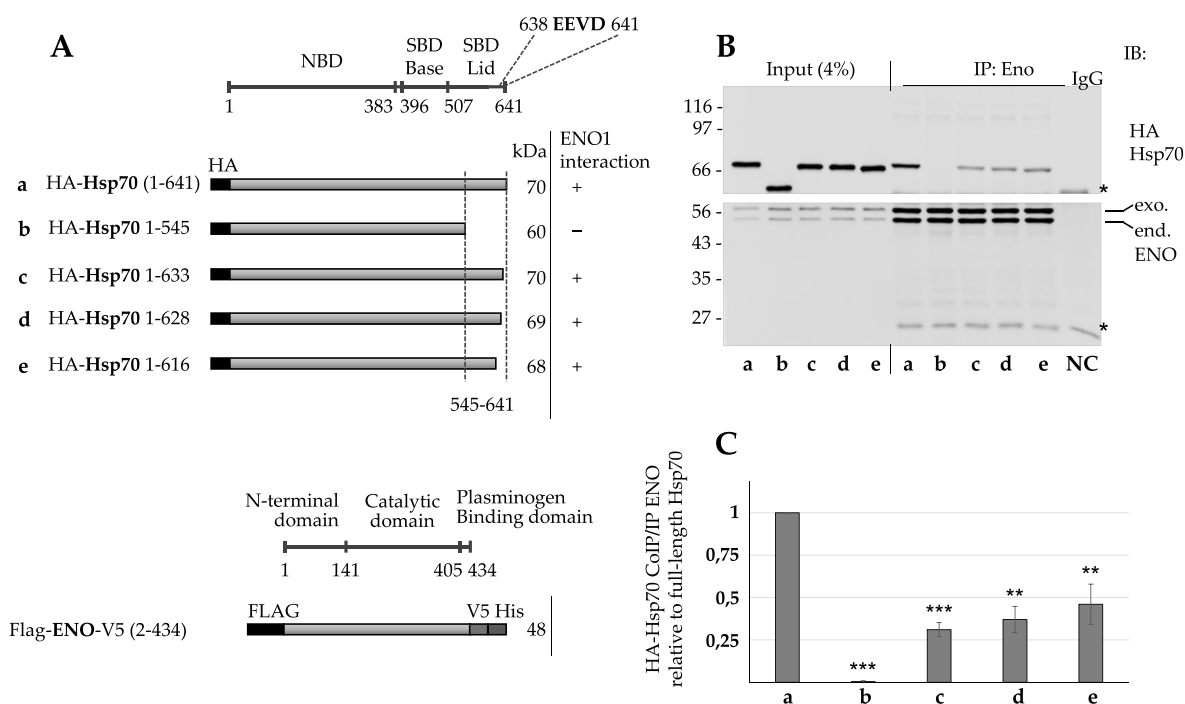 A
638 EEVD 641
NBD
SBD Base
SBD Lid
1 383 396 507 641
kDa
ENO1 interaction
HA
a HA-Hsp70 (1-641) 70 +
b HA-Hsp70 1-545 60 –
c HA-Hsp70 1-633 70 +
d HA-Hsp70 1-628 69 +
e HA-Hsp70 1-616 68 +
545-641
N-terminal domain
Catalytic domain
Plasminogen Binding domain
1 141 405 434
FLAG V5 His
Flag-ENO-V5 (2-434) 48
B
IB:
Input (4%) IP: Eno IgG
116 -
97 -
66 -
56 -
43 -
35 -
27 -
HA
Hsp70
*
exo.
end.
ENO
*
a b c d e a b c d e NC
C
HA-Hsp70 CoIP/IP ENO
relative to full-length Hsp70
1
0,75
0,5
0,25
*** *** ** **
a b c d e